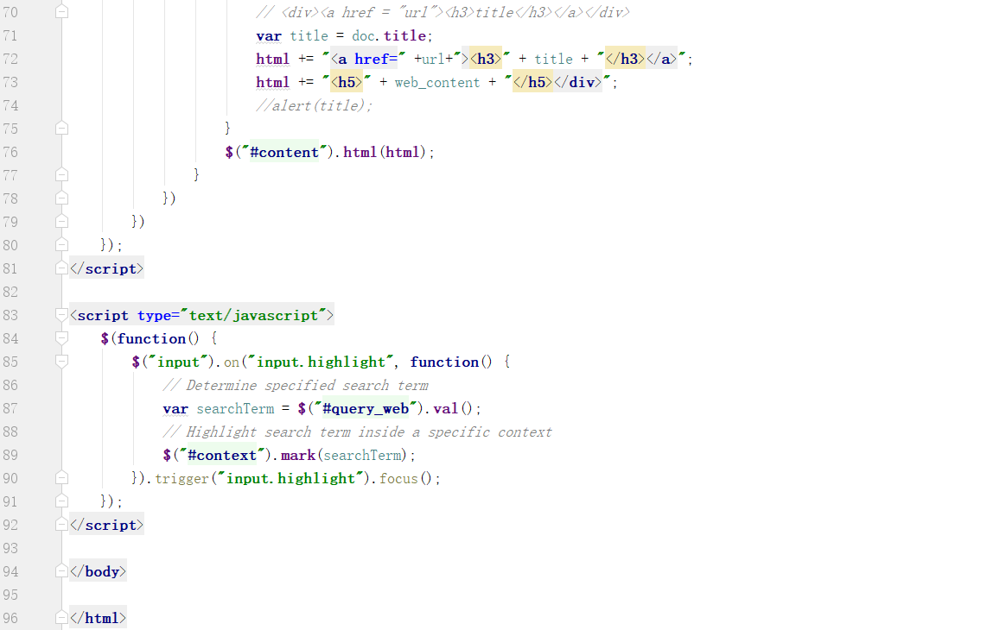 70 // <div><a href = "url"><h3>title</h3></a></div>
71 var title = doc.title;
72 html += "<a href=" +url+"><h3>" + title + "</h3></a>";
73 html += "<h5>" + web_content + "</h5></div>";
74 //alert(title);
75 }
76 $("#content").html(html);
77 }
78 })
79 })
80 });
81 </script>
82
83 <script type="text/javascript">
84 $(function() {
85 $("input").on("input.highlight", function() {
86 // Determine specified search term
87 var searchTerm = $("#query_web").val();
88 // Highlight search term inside a specific context
89 $("#context").mark(searchTerm);
90 }).trigger("input.highlight").focus();
91 });
92 </script>
93
94 </body>
95
96 </html>